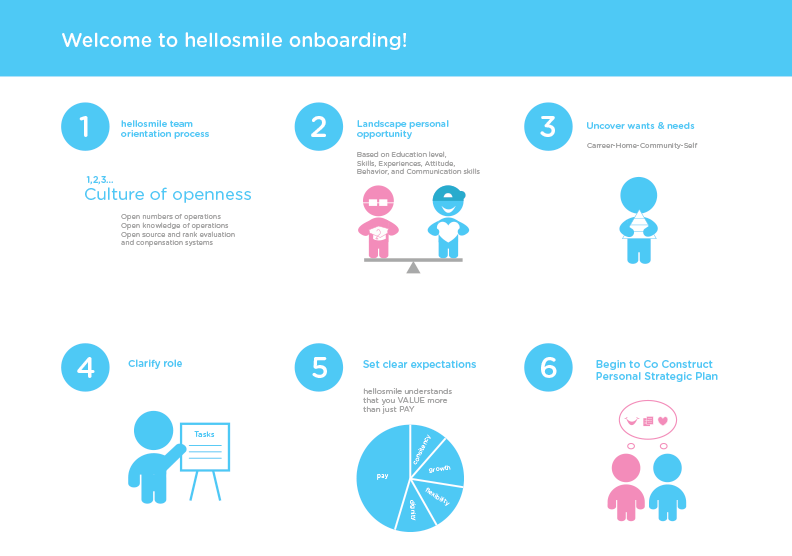 Welcome to hellosmile onboarding!
1
hellosmile team
orientation process
1,2,3...
Culture of openness
Open numbers of operations
Open knowledge of operations
Open source and rank evaluation
and conpensation systems
2
Landscape personal
opportunity
Based on Education level,
Skills, Experiences, Attitude,
Behavior, and Communication skills
3
Uncover wants & needs
Carreer-Home-Community-Self
4
Clarify role
Tasks
5
Set clear expectations
hellosmile understands
that you VALUE more
than just PAY
pay
growth
flexibility
dignity
6
Begin to Co Construct
Personal Strategic Plan